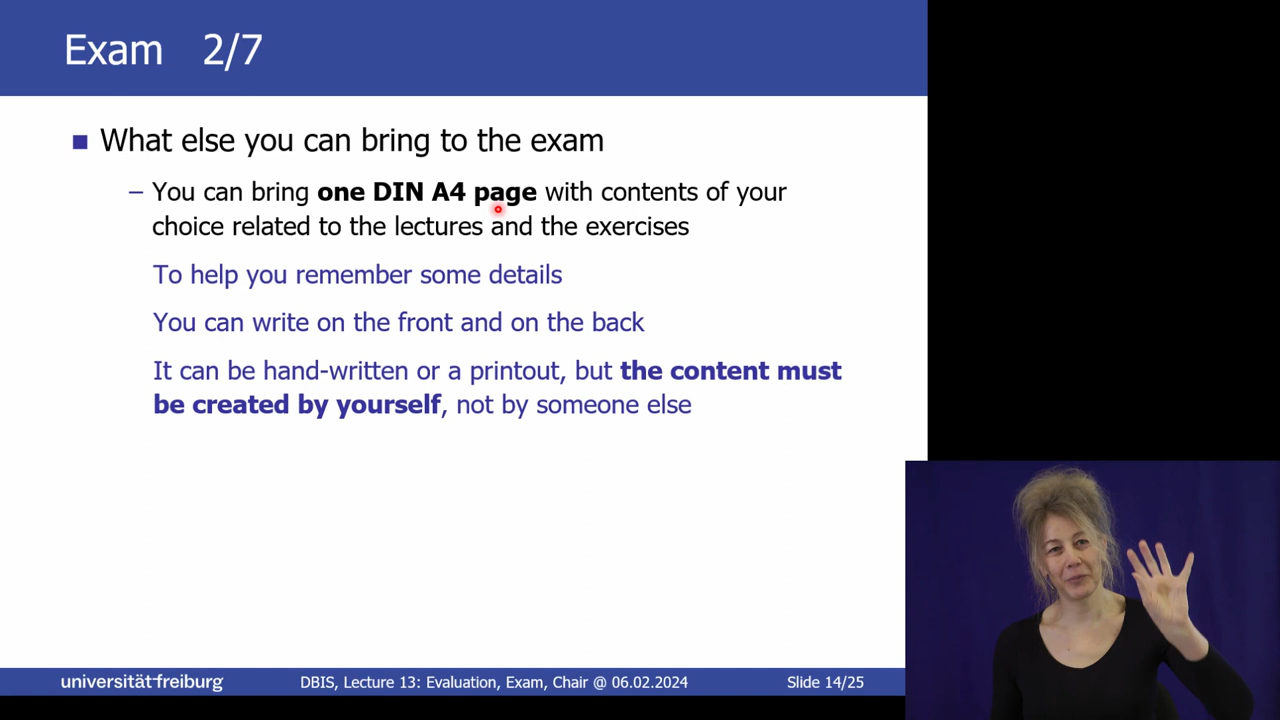 Exam 2/7
What else you can bring to the exam
– You can bring one DIN A4 page with contents of your
choice related to the lectures and the exercises
To help you remember some details
You can write on the front and on the back
It can be hand-written or a printout, but the content must
be created by yourself, not by someone else
universität freiburg
DBIS, Lecture 13: Evaluation, Exam, Chair @ 06.02.2024
Slide 14/25